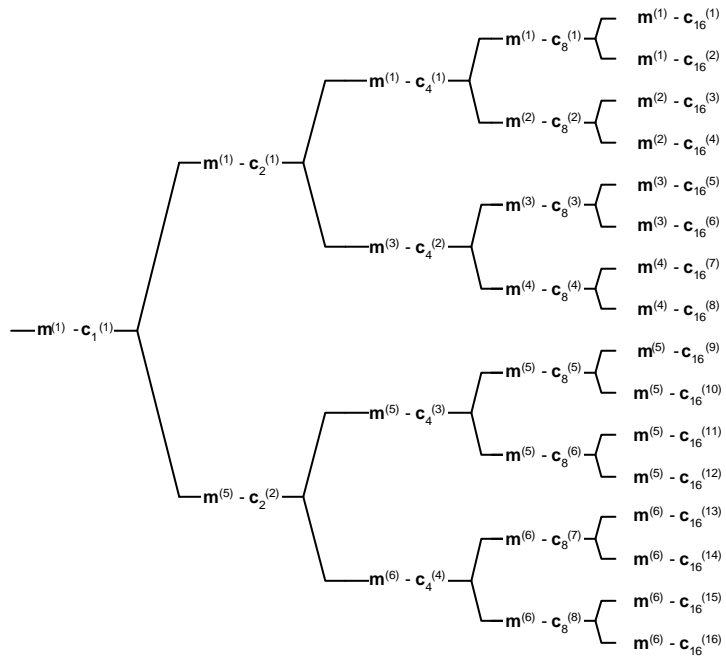 m⁽¹⁾ - c₁₆⁽¹⁾
m⁽¹⁾ - c₈⁽¹⁾
m⁽¹⁾ - c₁₆⁽²⁾
m⁽¹⁾ - c₄⁽¹⁾
m⁽²⁾ - c₁₆⁽³⁾
m⁽²⁾ - c₈⁽²⁾
m⁽²⁾ - c₁₆⁽⁴⁾
m⁽¹⁾ - c₂⁽¹⁾
m⁽³⁾ - c₁₆⁽⁵⁾
m⁽³⁾ - c₈⁽³⁾
m⁽³⁾ - c₁₆⁽⁶⁾
m⁽³⁾ - c₄⁽²⁾
m⁽⁴⁾ - c₁₆⁽⁷⁾
m⁽⁴⁾ - c₈⁽⁴⁾
m⁽⁴⁾ - c₁₆⁽⁸⁾
m⁽¹⁾ - c₁⁽¹⁾
m⁽⁵⁾ - c₁₆⁽⁹⁾
m⁽⁵⁾ - c₈⁽⁵⁾
m⁽⁵⁾ - c₁₆⁽¹⁰⁾
m⁽⁵⁾ - c₄⁽³⁾
m⁽⁵⁾ - c₁₆⁽¹¹⁾
m⁽⁵⁾ - c₈⁽⁶⁾
m⁽⁵⁾ - c₁₆⁽¹²⁾
m⁽⁵⁾ - c₂⁽²⁾
m⁽⁶⁾ - c₁₆⁽¹³⁾
m⁽⁶⁾ - c₈⁽⁷⁾
m⁽⁶⁾ - c₁₆⁽¹⁴⁾
m⁽⁶⁾ - c₄⁽⁴⁾
m⁽⁶⁾ - c₁₆⁽¹⁵⁾
m⁽⁶⁾ - c₈⁽⁸⁾
m⁽⁶⁾ - c₁₆⁽¹⁶⁾